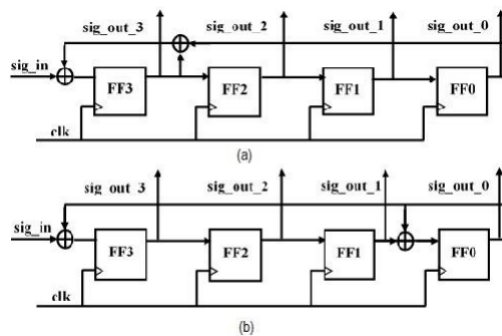 sig_out_3 sig_out_2 sig_out_1 sig_out_0
sig_in
FF3 FF2 FF1 FF0
clk
(a)
sig_out_3 sig_out_2 sig_out_1 sig_out_0
sig_in
FF3 FF2 FF1 FF0
clk
(b)